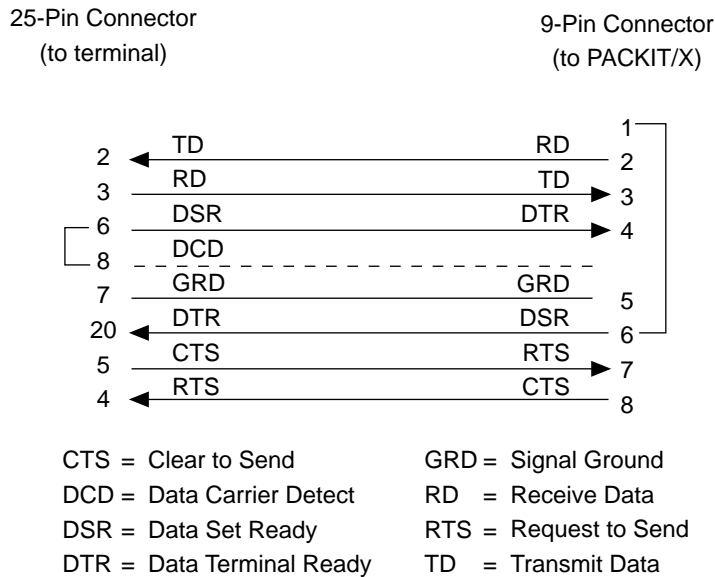 25-Pin Connector
(to terminal)
9-Pin Connector
(to PACKIT/X)
1
2 TD RD 2
3 RD TD 3
6 DSR DTR 4
8 DCD
7 GRD GRD 5
20 DTR DSR 6
5 CTS RTS 7
4 RTS CTS 8
CTS = Clear to Send GRD = Signal Ground
DCD = Data Carrier Detect RD = Receive Data
DSR = Data Set Ready RTS = Request to Send
DTR = Data Terminal Ready TD = Transmit Data